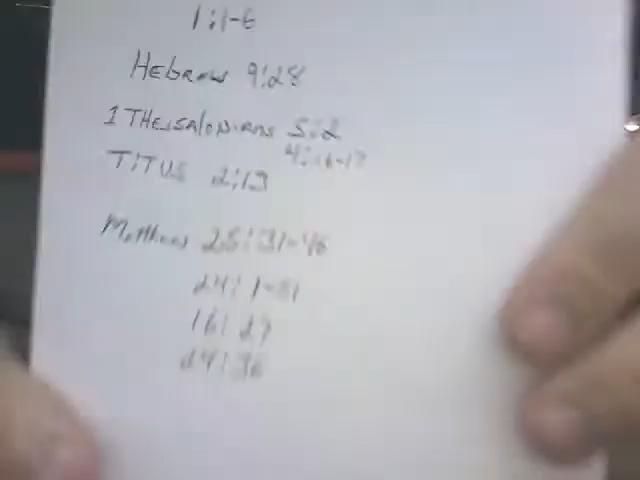 1:1-6
Hebrews 9:28
1 Thessalonians 5:2
4:16-17
Titus 2:13
Matthew 25:31-46
24:1-51
16:27
24:36